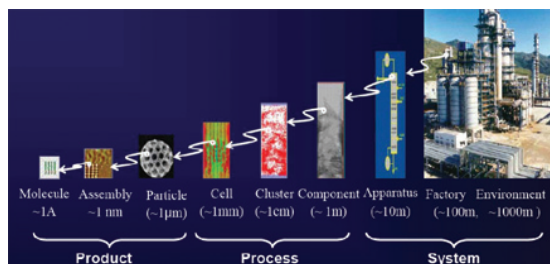 Molecule Assembly Particle Cell Cluster Component Apparatus Factory Environment
~1A ~1 nm (~1μm) (~1mm) (~1cm) (~ 1m) (~10m) (~100m, ~1000m )
Product Process System